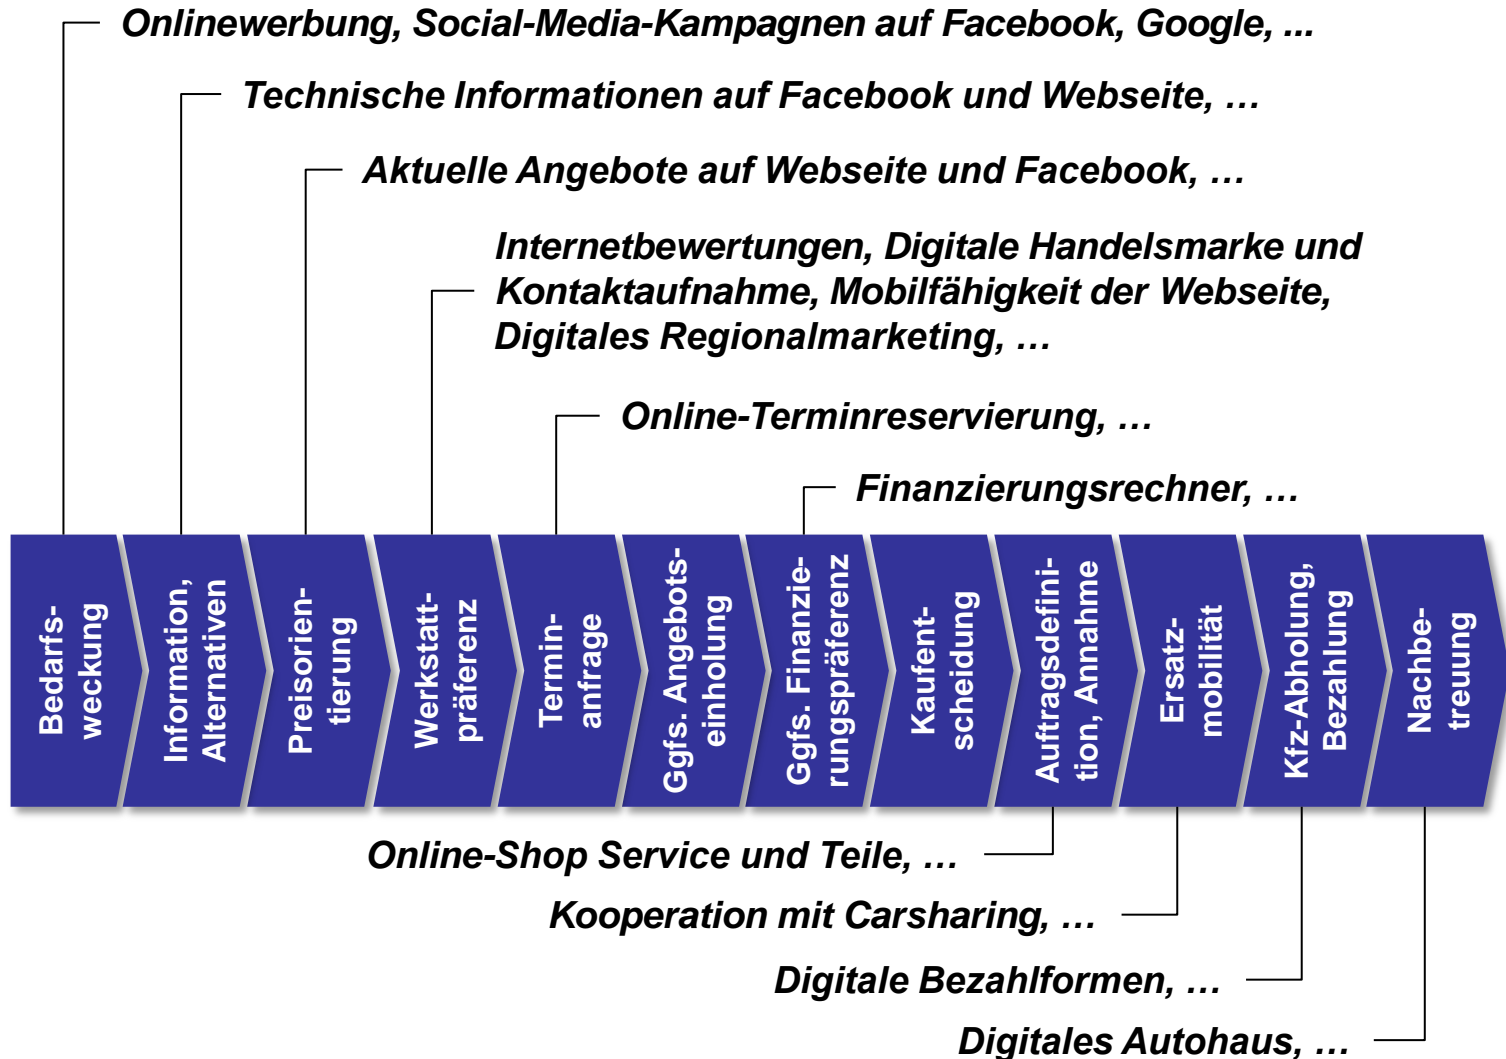 Onlinewerbung, Social-Media-Kampagnen auf Facebook, Google, ...
Technische Informationen auf Facebook und Webseite, …
Aktuelle Angebote auf Webseite und Facebook, …
Internetbewertungen, Digitale Handelsmarke und
Kontaktaufnahme, Mobilfähigkeit der Webseite,
Digitales Regionalmarketing, …
Online-Terminreservierung, …
Finanzierungsrechner, …
Bedarfs-
weckung
Information,
Alternativen
Preisorien-
tierung
Werkstatt-
präferenz
Termin-
anfrage
Ggfs. Angebots-
einholung
Ggfs. Finanzie-
rungspräferenz
Kaufent-
scheidung
Auftragsdefini-
tion, Annahme
Ersatz-
mobilität
Kfz-Abholung,
Bezahlung
Nachbe-
treuung
Online-Shop Service und Teile, …
Kooperation mit Carsharing, …
Digitale Bezahlformen, …
Digitales Autohaus, …